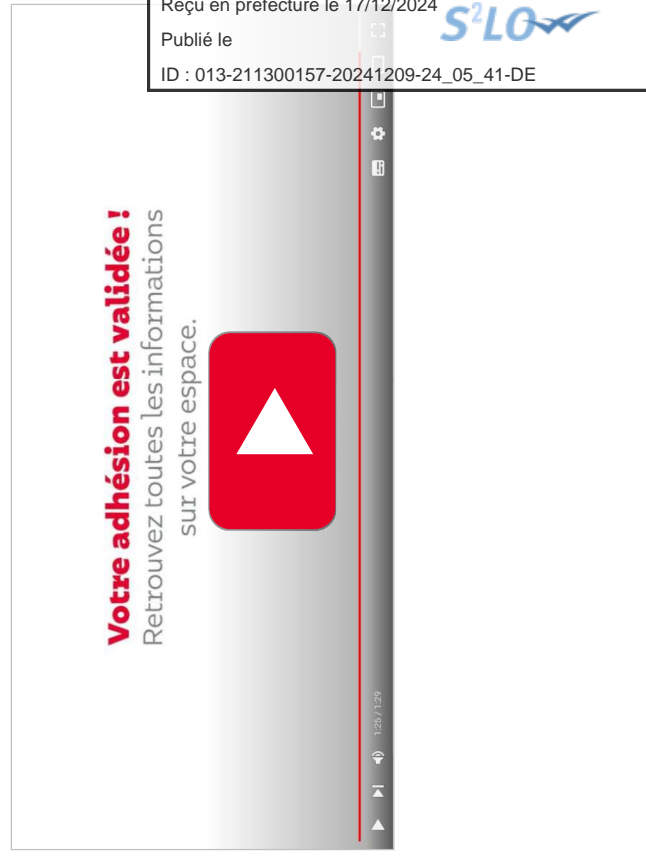 Reçu en préfecture le 17/12/2024
Publié le
ID : 013-211300157-20241209-24_05_41-DE
S²LO
Votre adhésion est validée !
Retrouvez toutes les informations
sur votre espace.
1:25 / 1:29